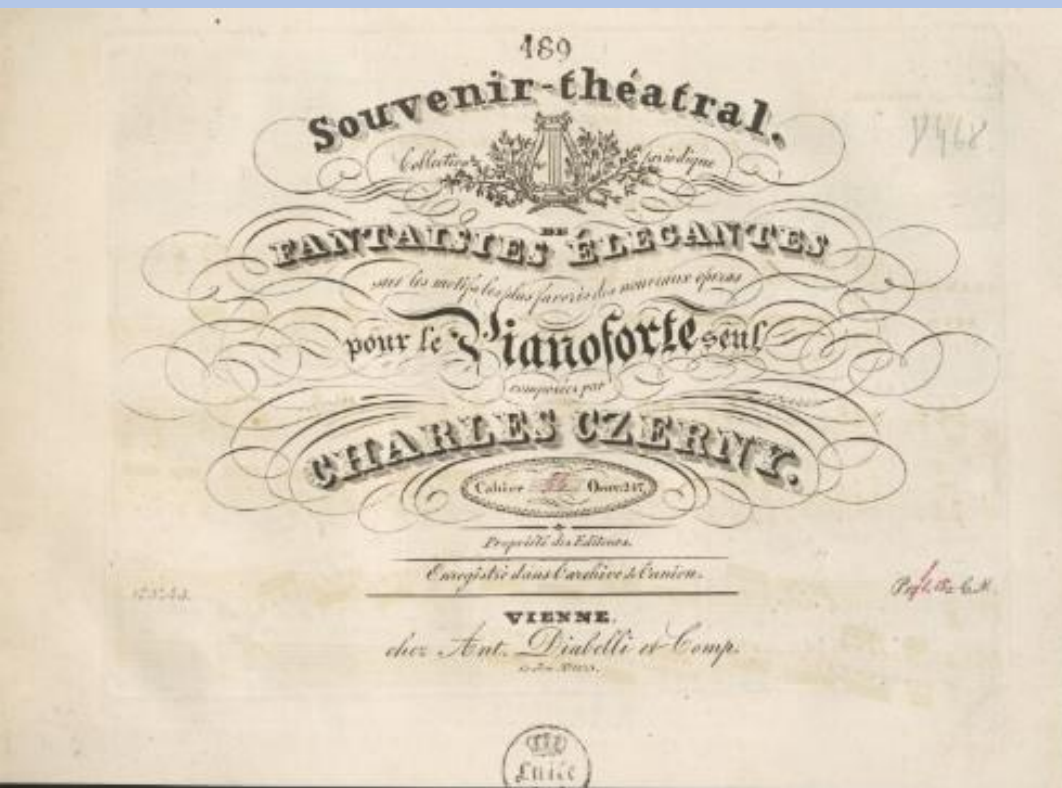 189
Souvenir-théatral.
Collection périodique
DE
FANTAISIES ÉLÉGANTES
sur les motifs les plus favoris des nouveaux opéras
pour le Pianoforte seul
composées par
CHARLES CZERNY.
Cahier Oeuv: 247.
Propriété des Editeurs.
Enregistré dans l'archive de l'union.
VIENNE,
chez Ant. Diabelli et Comp.